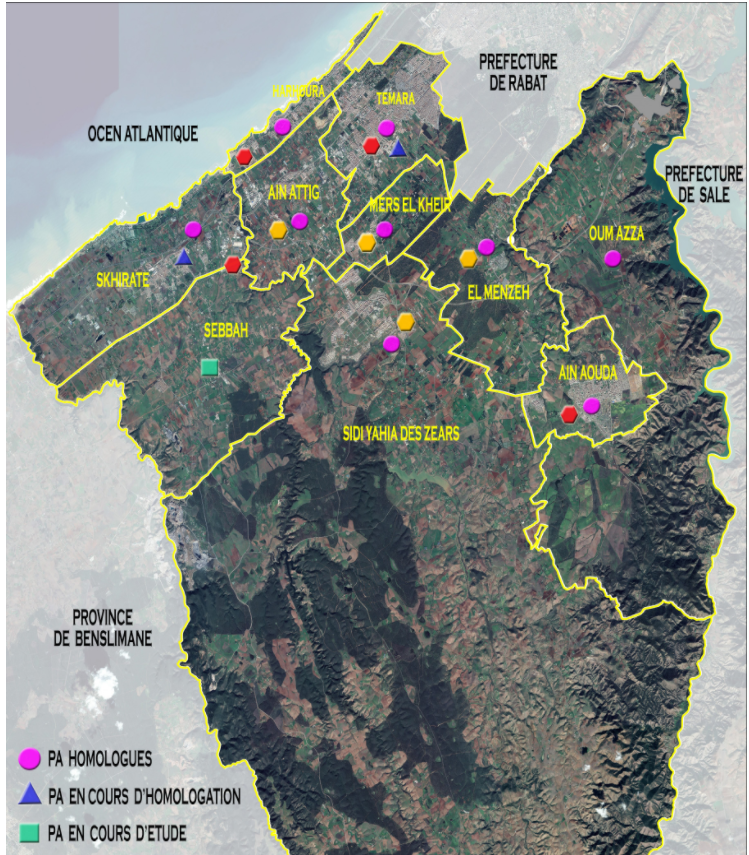 PREFECTURE
DE RABAT
HARHOURA
TEMARA
OCEN ATLANTIQUE
PREFECTURE
DE SALE
AIN ATTIG
MERS EL KHEIR
OUM AZZA
SKHIRATE
EL MENZEH
SEBBAH
AIN AOUDA
SIDI YAHIA DES ZEARS
PROVINCE
DE BENSLIMANE
PA HOMOLOGUES
PA EN COURS D'HOMOLOGATION
PA EN COURS D'ETUDE